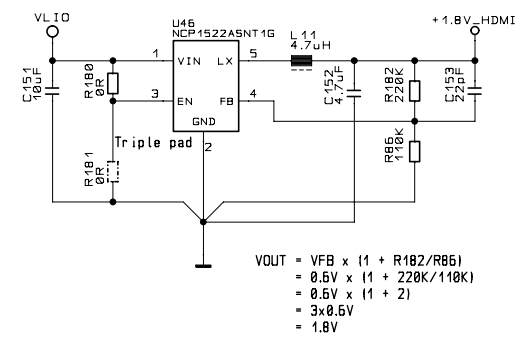 VLIO
U46
NCP1522ASNT1G
+1.8V_HDMI
L11
4.7uH
1
VIN
LX
5
3
EN
FB
4
GND
2
C151
10uF
R180
0R
Triple pad
R181
0R
C152
4.7uF
R182
220K
C153
22pF
R86
110K
VOUT = VFB x (1 + R182/R86)
= 0.6V x (1 + 220K/110K)
= 0.6V x (1 + 2)
= 3x0.6V
= 1.8V